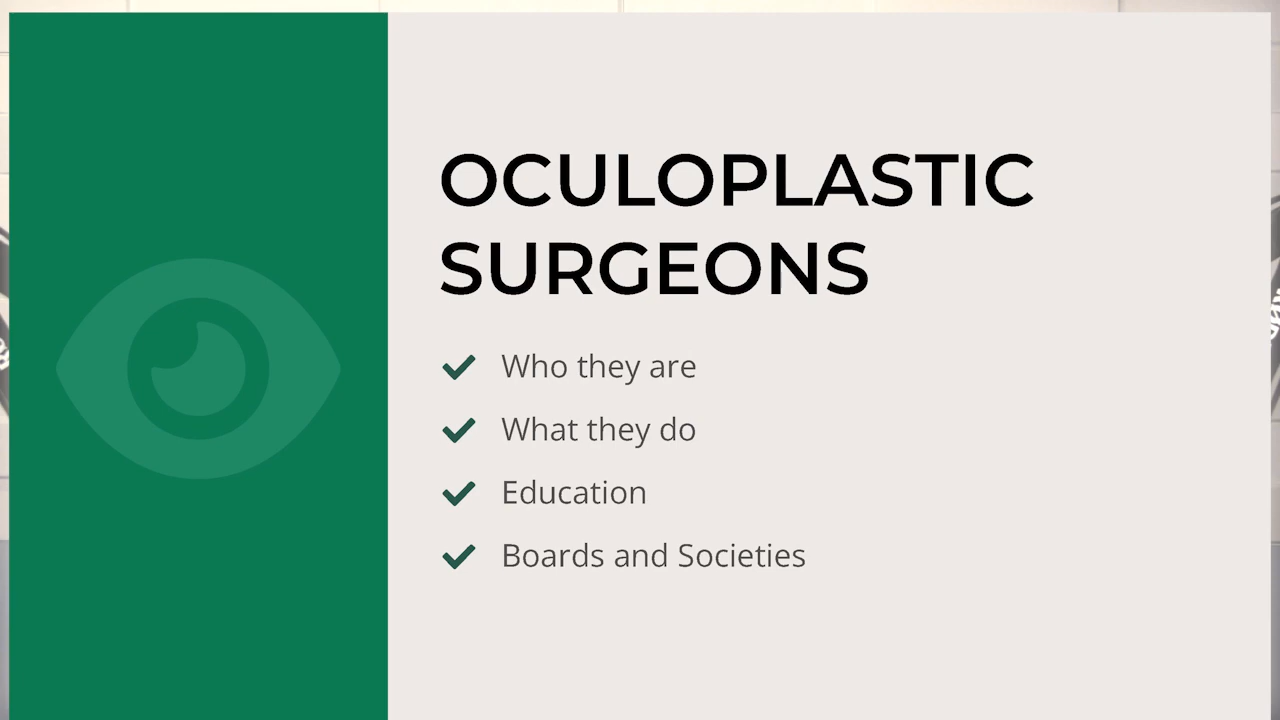 OCULOPLASTIC
SURGEONS
Who they are
What they do
Education
Boards and Societies